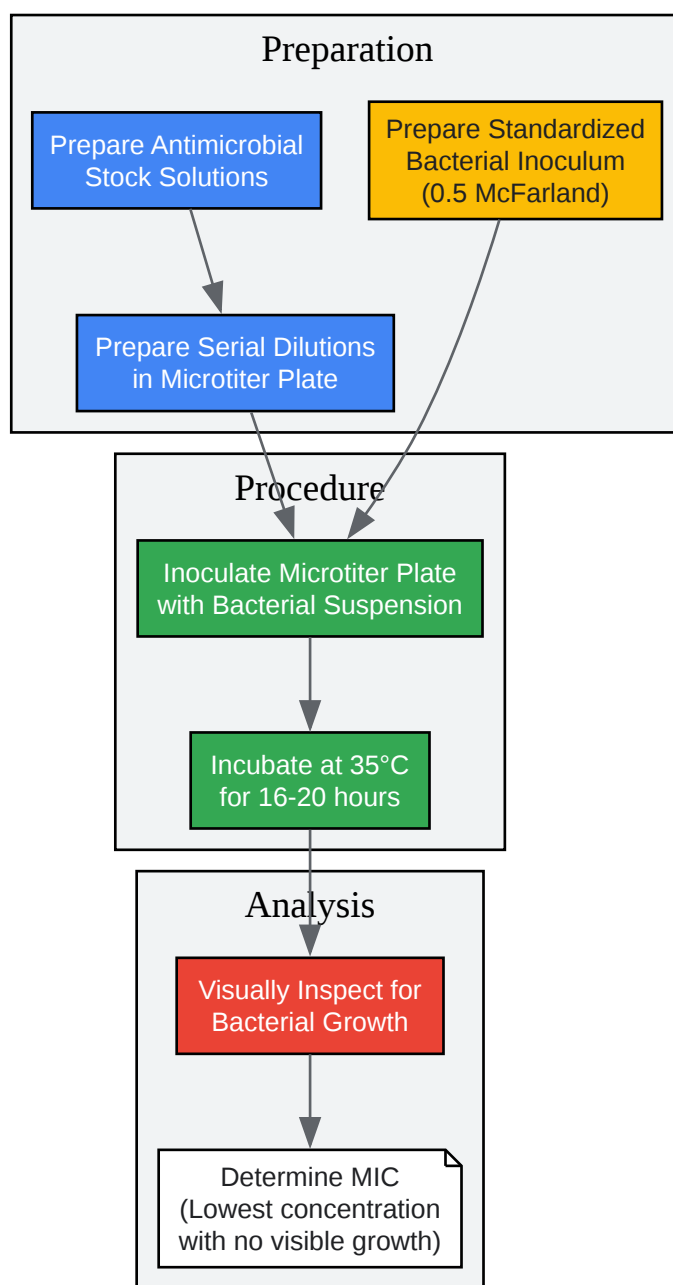 Preparation
Prepare Antimicrobial
Stock Solutions
Prepare Standardized
Bacterial Inoculum
(0.5 McFarland)
Prepare Serial Dilutions
in Microtiter Plate
Procedure
Inoculate Microtiter Plate
with Bacterial Suspension
Incubate at 35°C
for 16-20 hours
Analysis
Visually Inspect for
Bacterial Growth
Determine MIC
(Lowest concentration
with no visible growth)